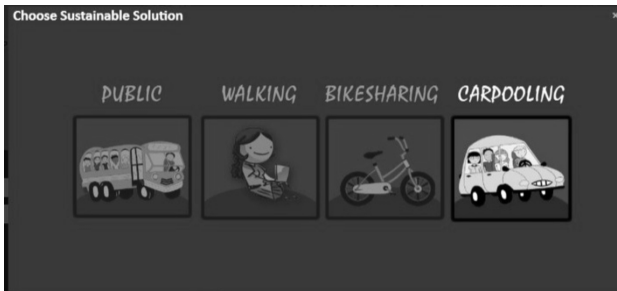 Choose Sustainable Solution
PUBLIC WALKING BIKESHARING CARPOOLING